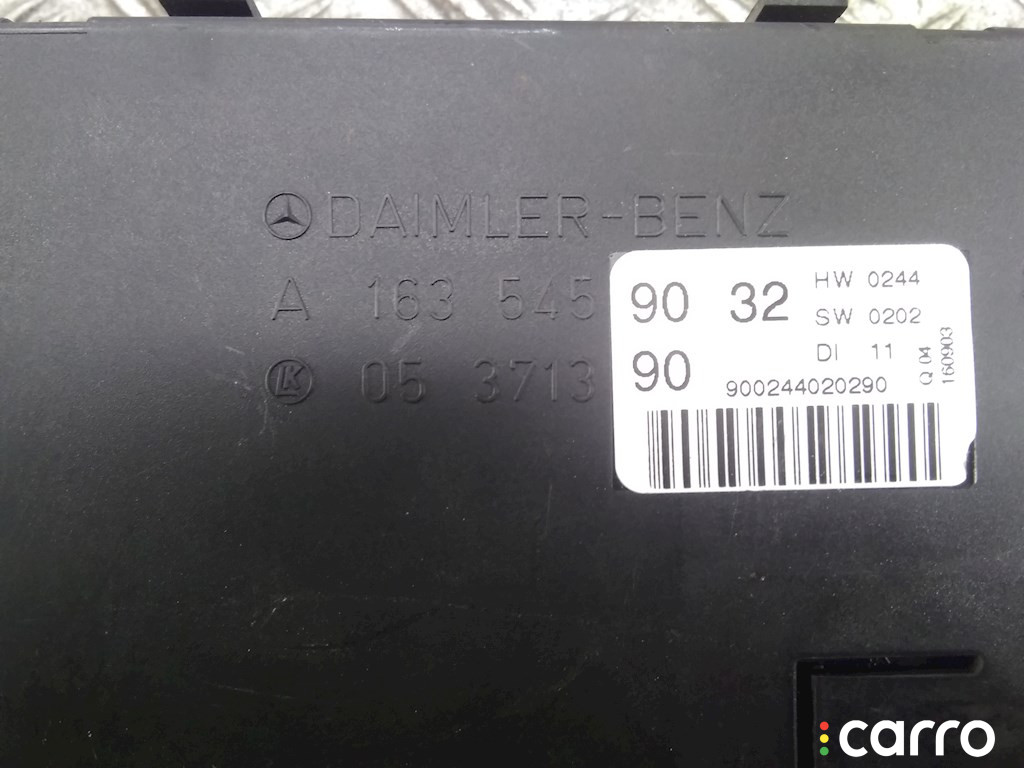 DAIMLER-BENZ
A 163 545 90 32
LK 05 3713 90
HW 0244
SW 0202
DI 11
900244020290
Q 04
160903
carro